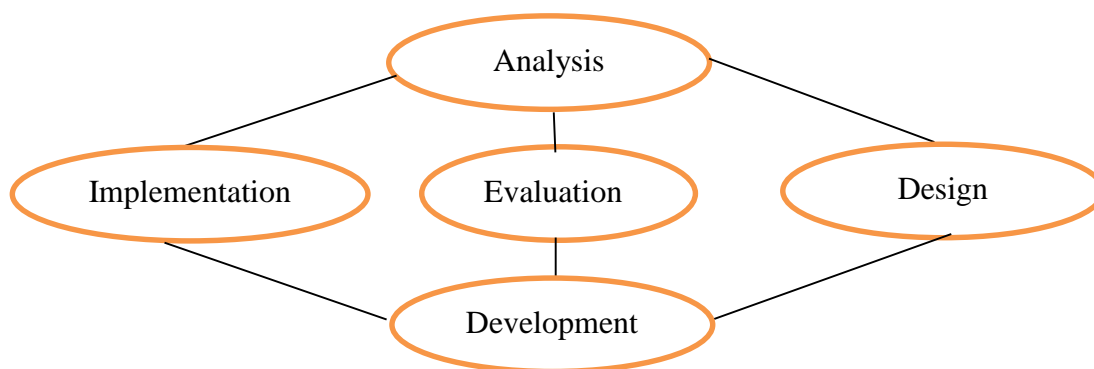 Analysis
Implementation
Evaluation
Design
Development